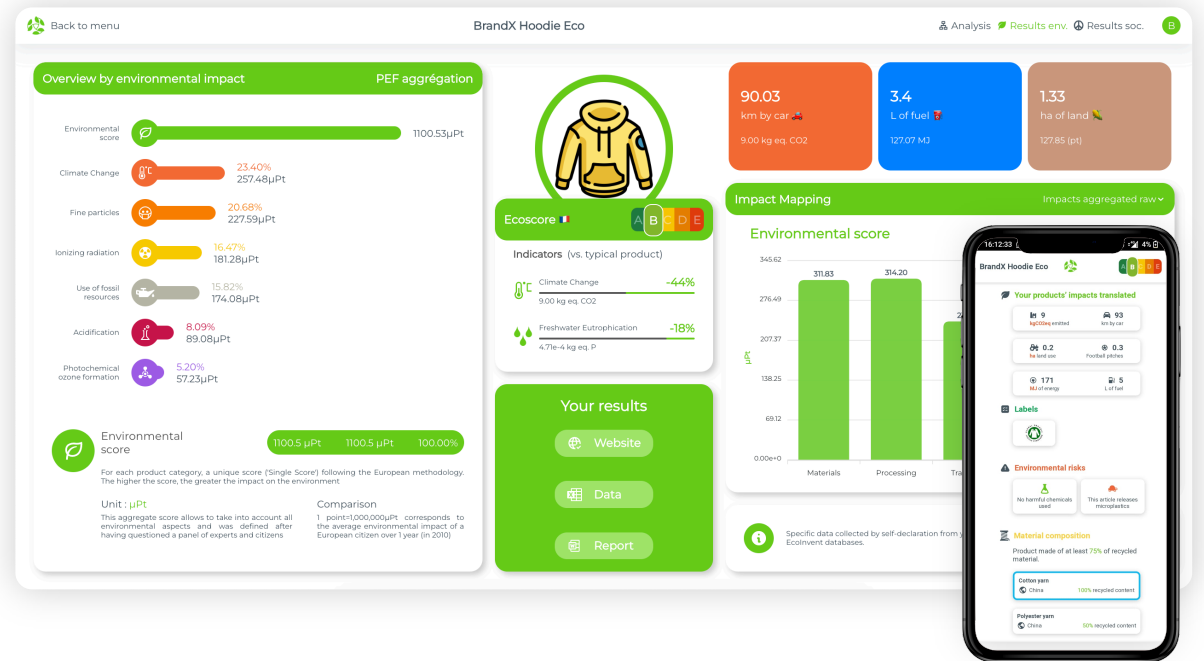 Back to menu
BrandX Hoodie Eco
Analysis
Results env.
Results soc.
B
Overview by environmental impact
PEF aggrégation
Environmental
score
1100.53µPt
Climate Change
23.40%
257.48µPt
Fine particles
20.68%
227.59µPt
Ionizing radiation
16.47%
181.28µPt
Use of fossil
resources
15.82%
174.08µPt
Acidification
8.09%
89.08µPt
Photochemical
ozone formation
5.20%
57.23µPt
Environmental
score
1100.5 µPt
1100.5 µPt
100.00%
For each product category, a unique score ('Single Score') following the European methodology.
The higher the score, the greater the impact on the environment
Unit : µPt
This aggregate score allows to take into account all
environmental aspects and was defined after
having questioned a panel of experts and citizens
Comparison
1 point=1,000,000µPt corresponds to
the average environmental impact of a
European citizen over 1 year (in 2010)
Ecoscore
A B C D E
Indicators (vs. typical product)
°C
Climate Change
-44%
9.00 kg eq. CO2
Freshwater Eutrophication
-18%
4.71e-4 kg eq. P
Your results
Website
Data
Report
90.03
km by car
9.00 kg eq. CO2
3.4
L of fuel
127.07 MJ
1.33
ha of land
127.85 (pt)
Impact Mapping
Impacts aggregated raw
Environmental score
345.62
276.49
207.37
138.25
69.12
0.00e+0
µPt
311.83
314.20
2
Materials
Processing
Tra
Specific data collected by self-declaration from y
EcoInvent databases.
16:12:33
4%
BrandX Hoodie Eco
A B C D E
Your products' impacts translated
9
kgCO2eq emitted
93
km by car
0.2
ha land use
0.3
Football pitches
171
MJ of energy
5
L of fuel
Labels
Environmental risks
No harmful chemicals
used
This article releases
microplastics
Material composition
Product made of at least 75% of recycled
material.
Cotton yarn
China
100% recycled content
Polyester yarn
China
50% recycled content